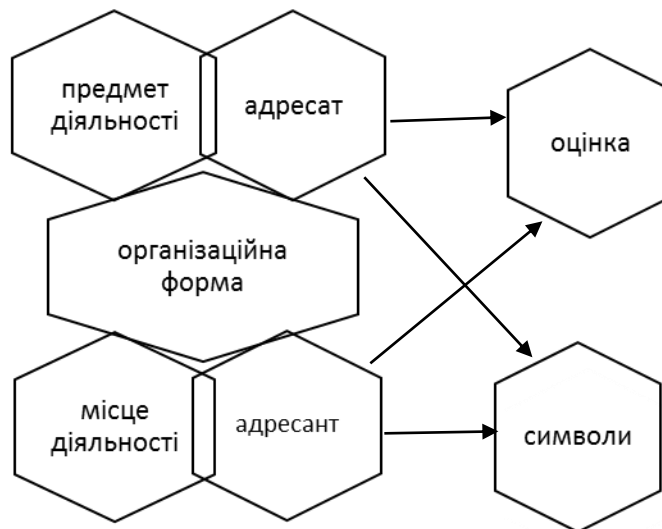 предмет
діяльності
адресат
оцінка
організаційна
форма
місце
діяльності
адресант
символи